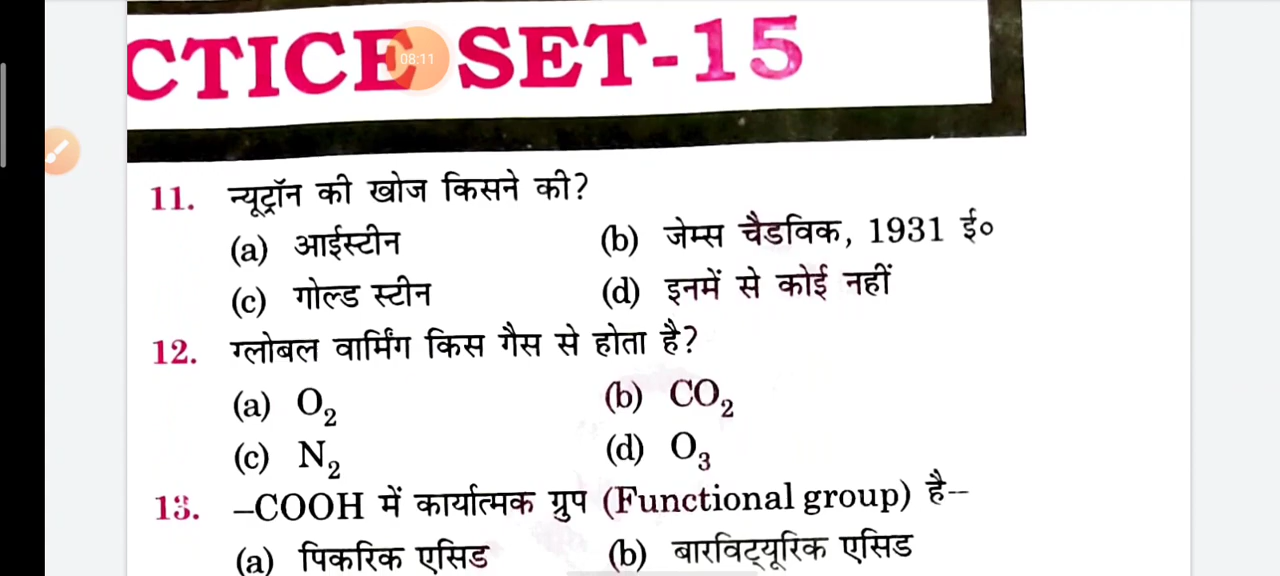 CTICE SET-15
08:11
11. न्यूट्रॉन की खोज किसने की?
(a) आईस्टीन (b) जेम्स चैडविक, 1931 ई०
(c) गोल्ड स्टीन (d) इनमें से कोई नहीं
12. ग्लोबल वार्मिंग किस गैस से होता है?
(a) O₂ (b) CO₂
(c) N₂ (d) O₃
13. –COOH में कार्यात्मक ग्रुप (Functional group) है–
(a) पिकरिक एसिड (b) बारविट्यूरिक एसिड